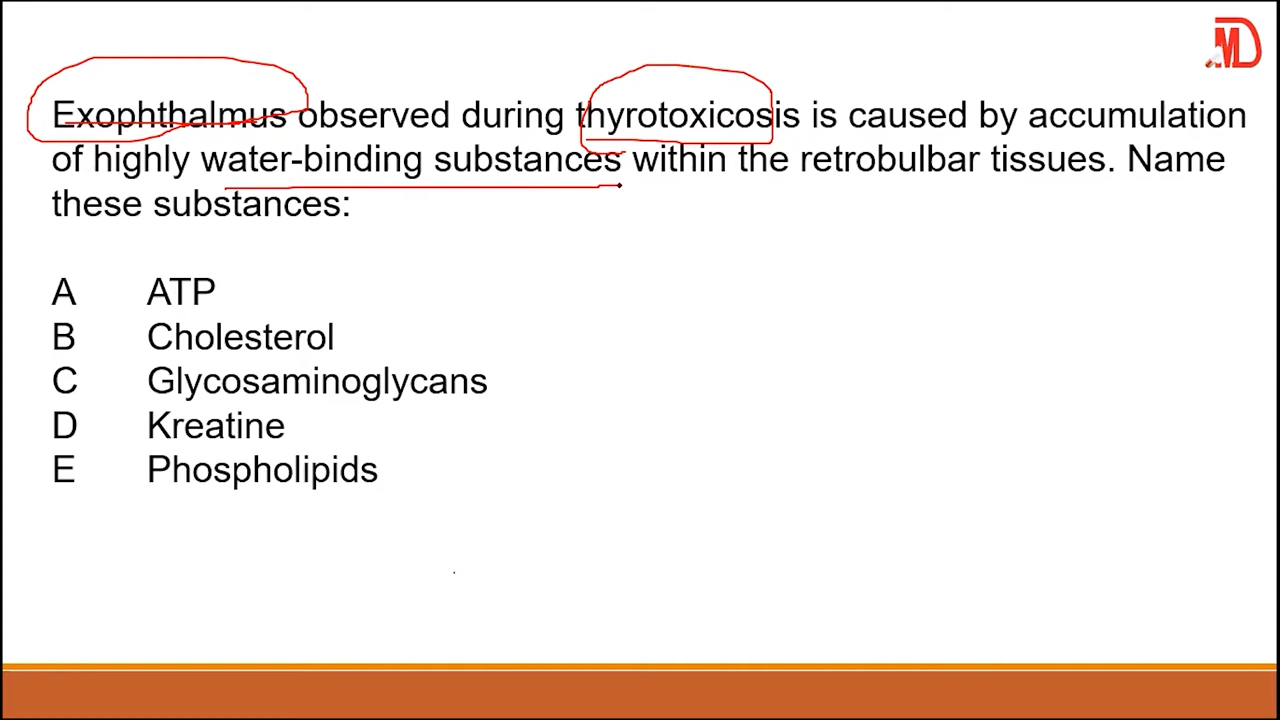 MD
Exophthalmus observed during thyrotoxicosis is caused by accumulation
of highly water-binding substances within the retrobulbar tissues. Name
these substances:
A ATP
B Cholesterol
C Glycosaminoglycans
D Kreatine
E Phospholipids